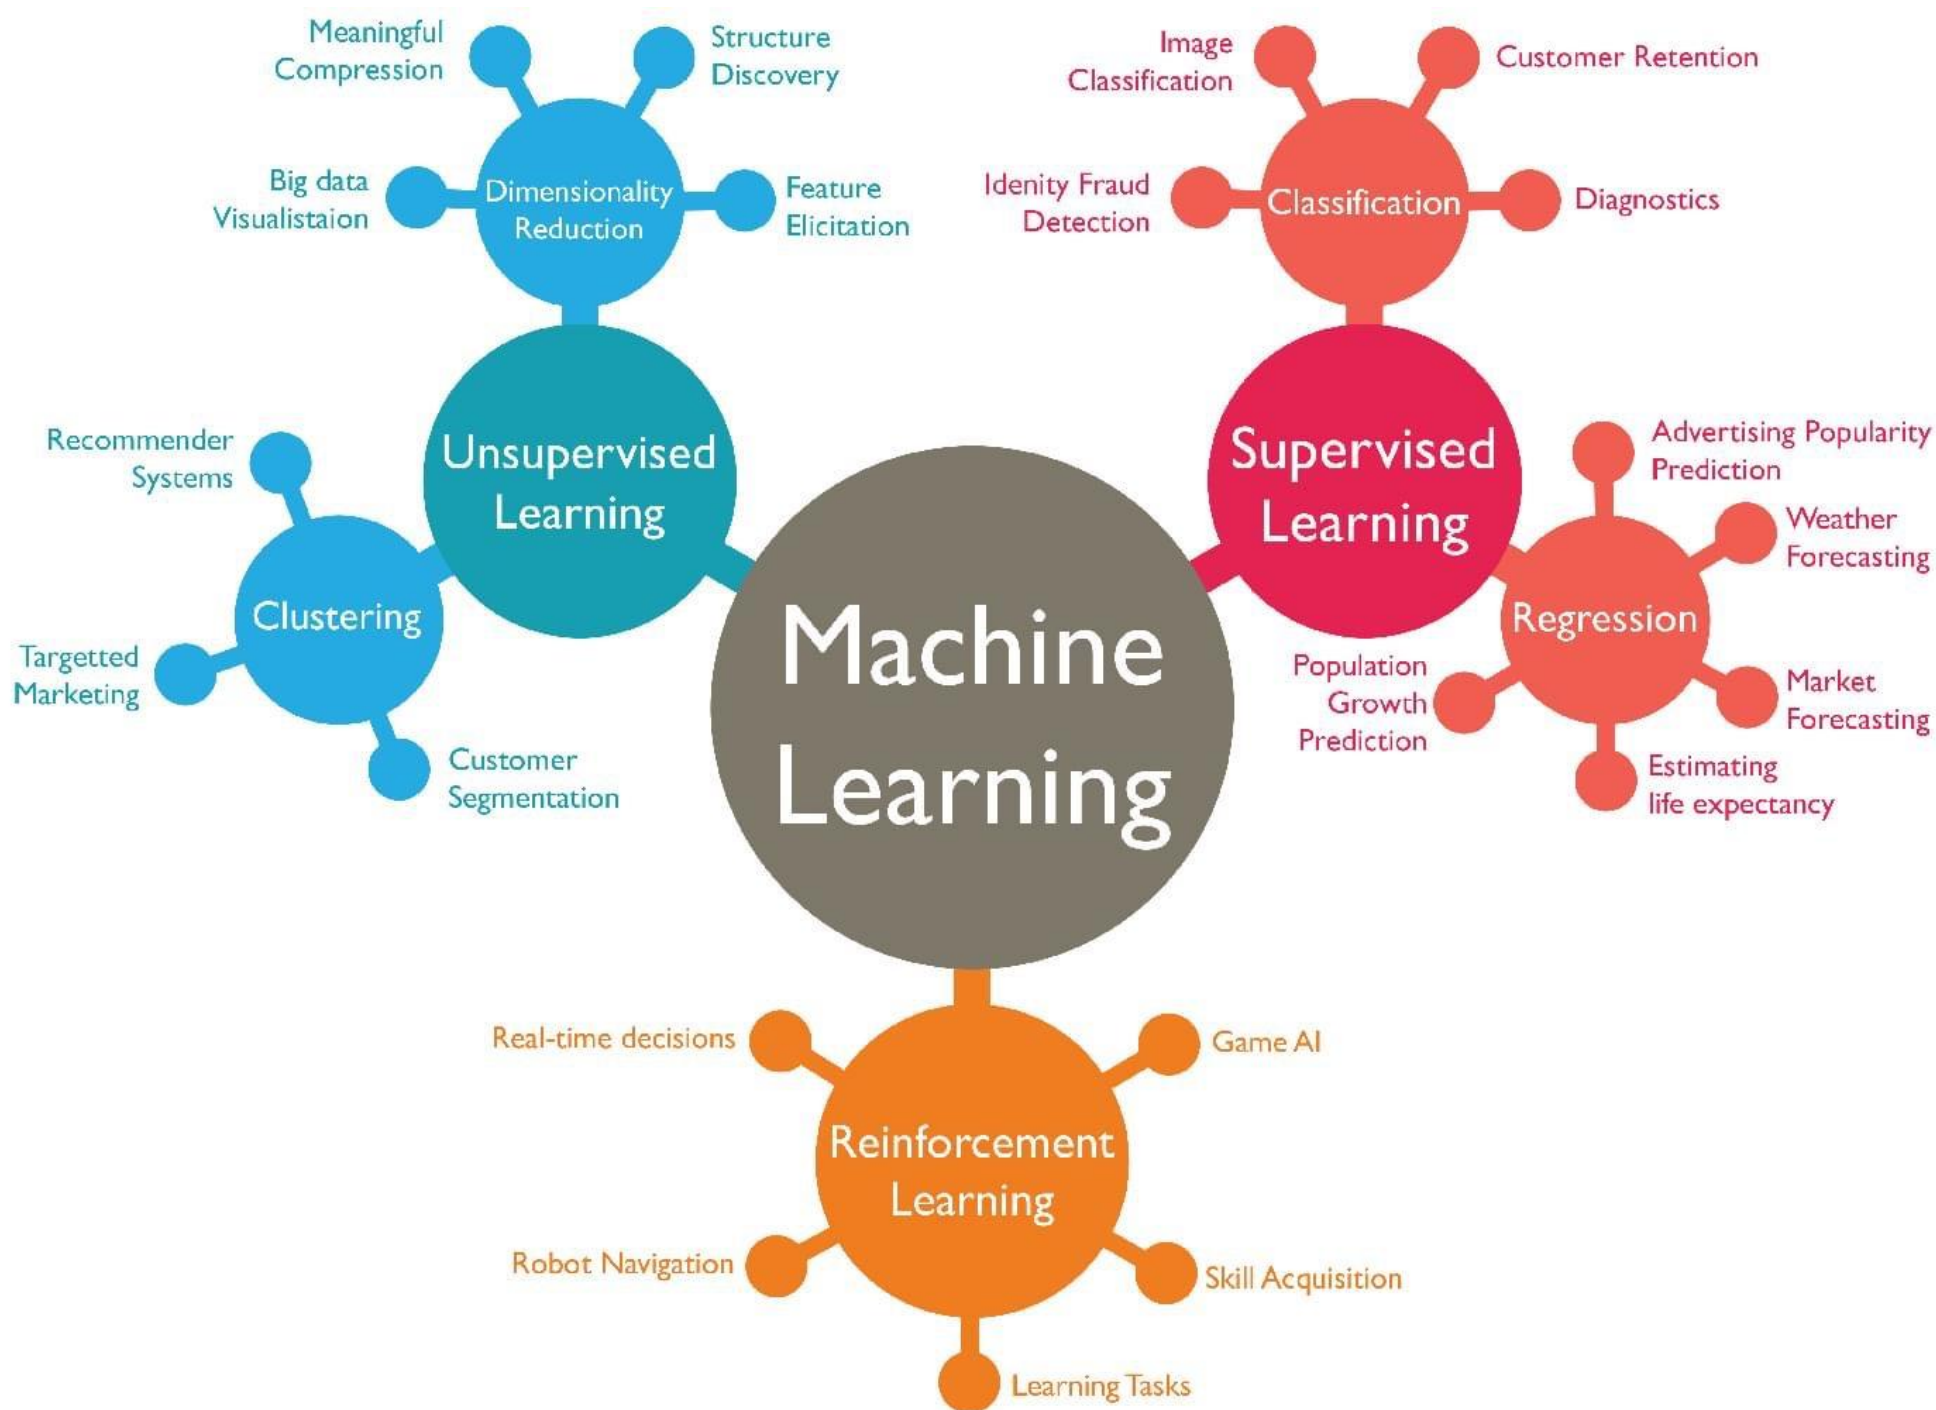 Meaningful
Compression
Structure
Discovery
Big data
Visualistaion
Dimensionality
Reduction
Feature
Elicitation
Image
Classification
Customer Retention
Idenity Fraud
Detection
Classification
Diagnostics
Recommender
Systems
Unsupervised
Learning
Clustering
Targetted
Marketing
Customer
Segmentation
Machine
Learning
Supervised
Learning
Advertising Popularity
Prediction
Weather
Forecasting
Regression
Population
Growth
Prediction
Market
Forecasting
Estimating
life expectancy
Real-time decisions
Game AI
Reinforcement
Learning
Robot Navigation
Skill Acquisition
Learning Tasks